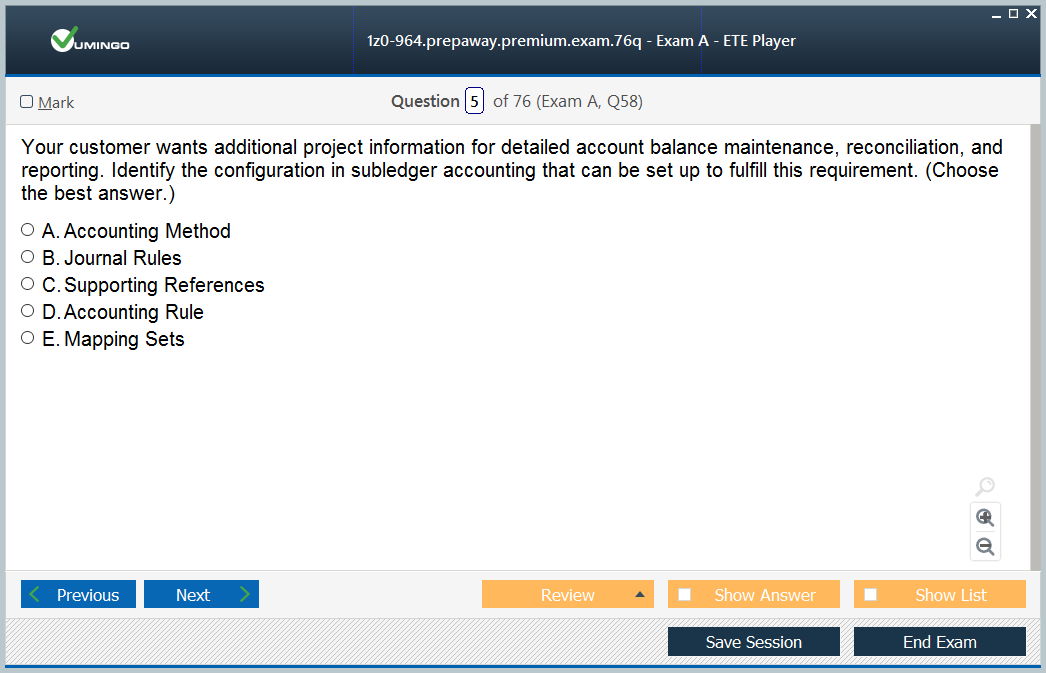 VUMINGO
1z0-964.prepaway.premium.exam.76q - Exam A - ETE Player
Mark
Question 5 of 76 (Exam A, Q58)
Your customer wants additional project information for detailed account balance maintenance, reconciliation, and
reporting. Identify the configuration in subledger accounting that can be set up to fulfill this requirement. (Choose
the best answer.)
A. Accounting Method
B. Journal Rules
C. Supporting References
D. Accounting Rule
E. Mapping Sets
Previous
Next
Review
Show Answer
Show List
Save Session
End Exam